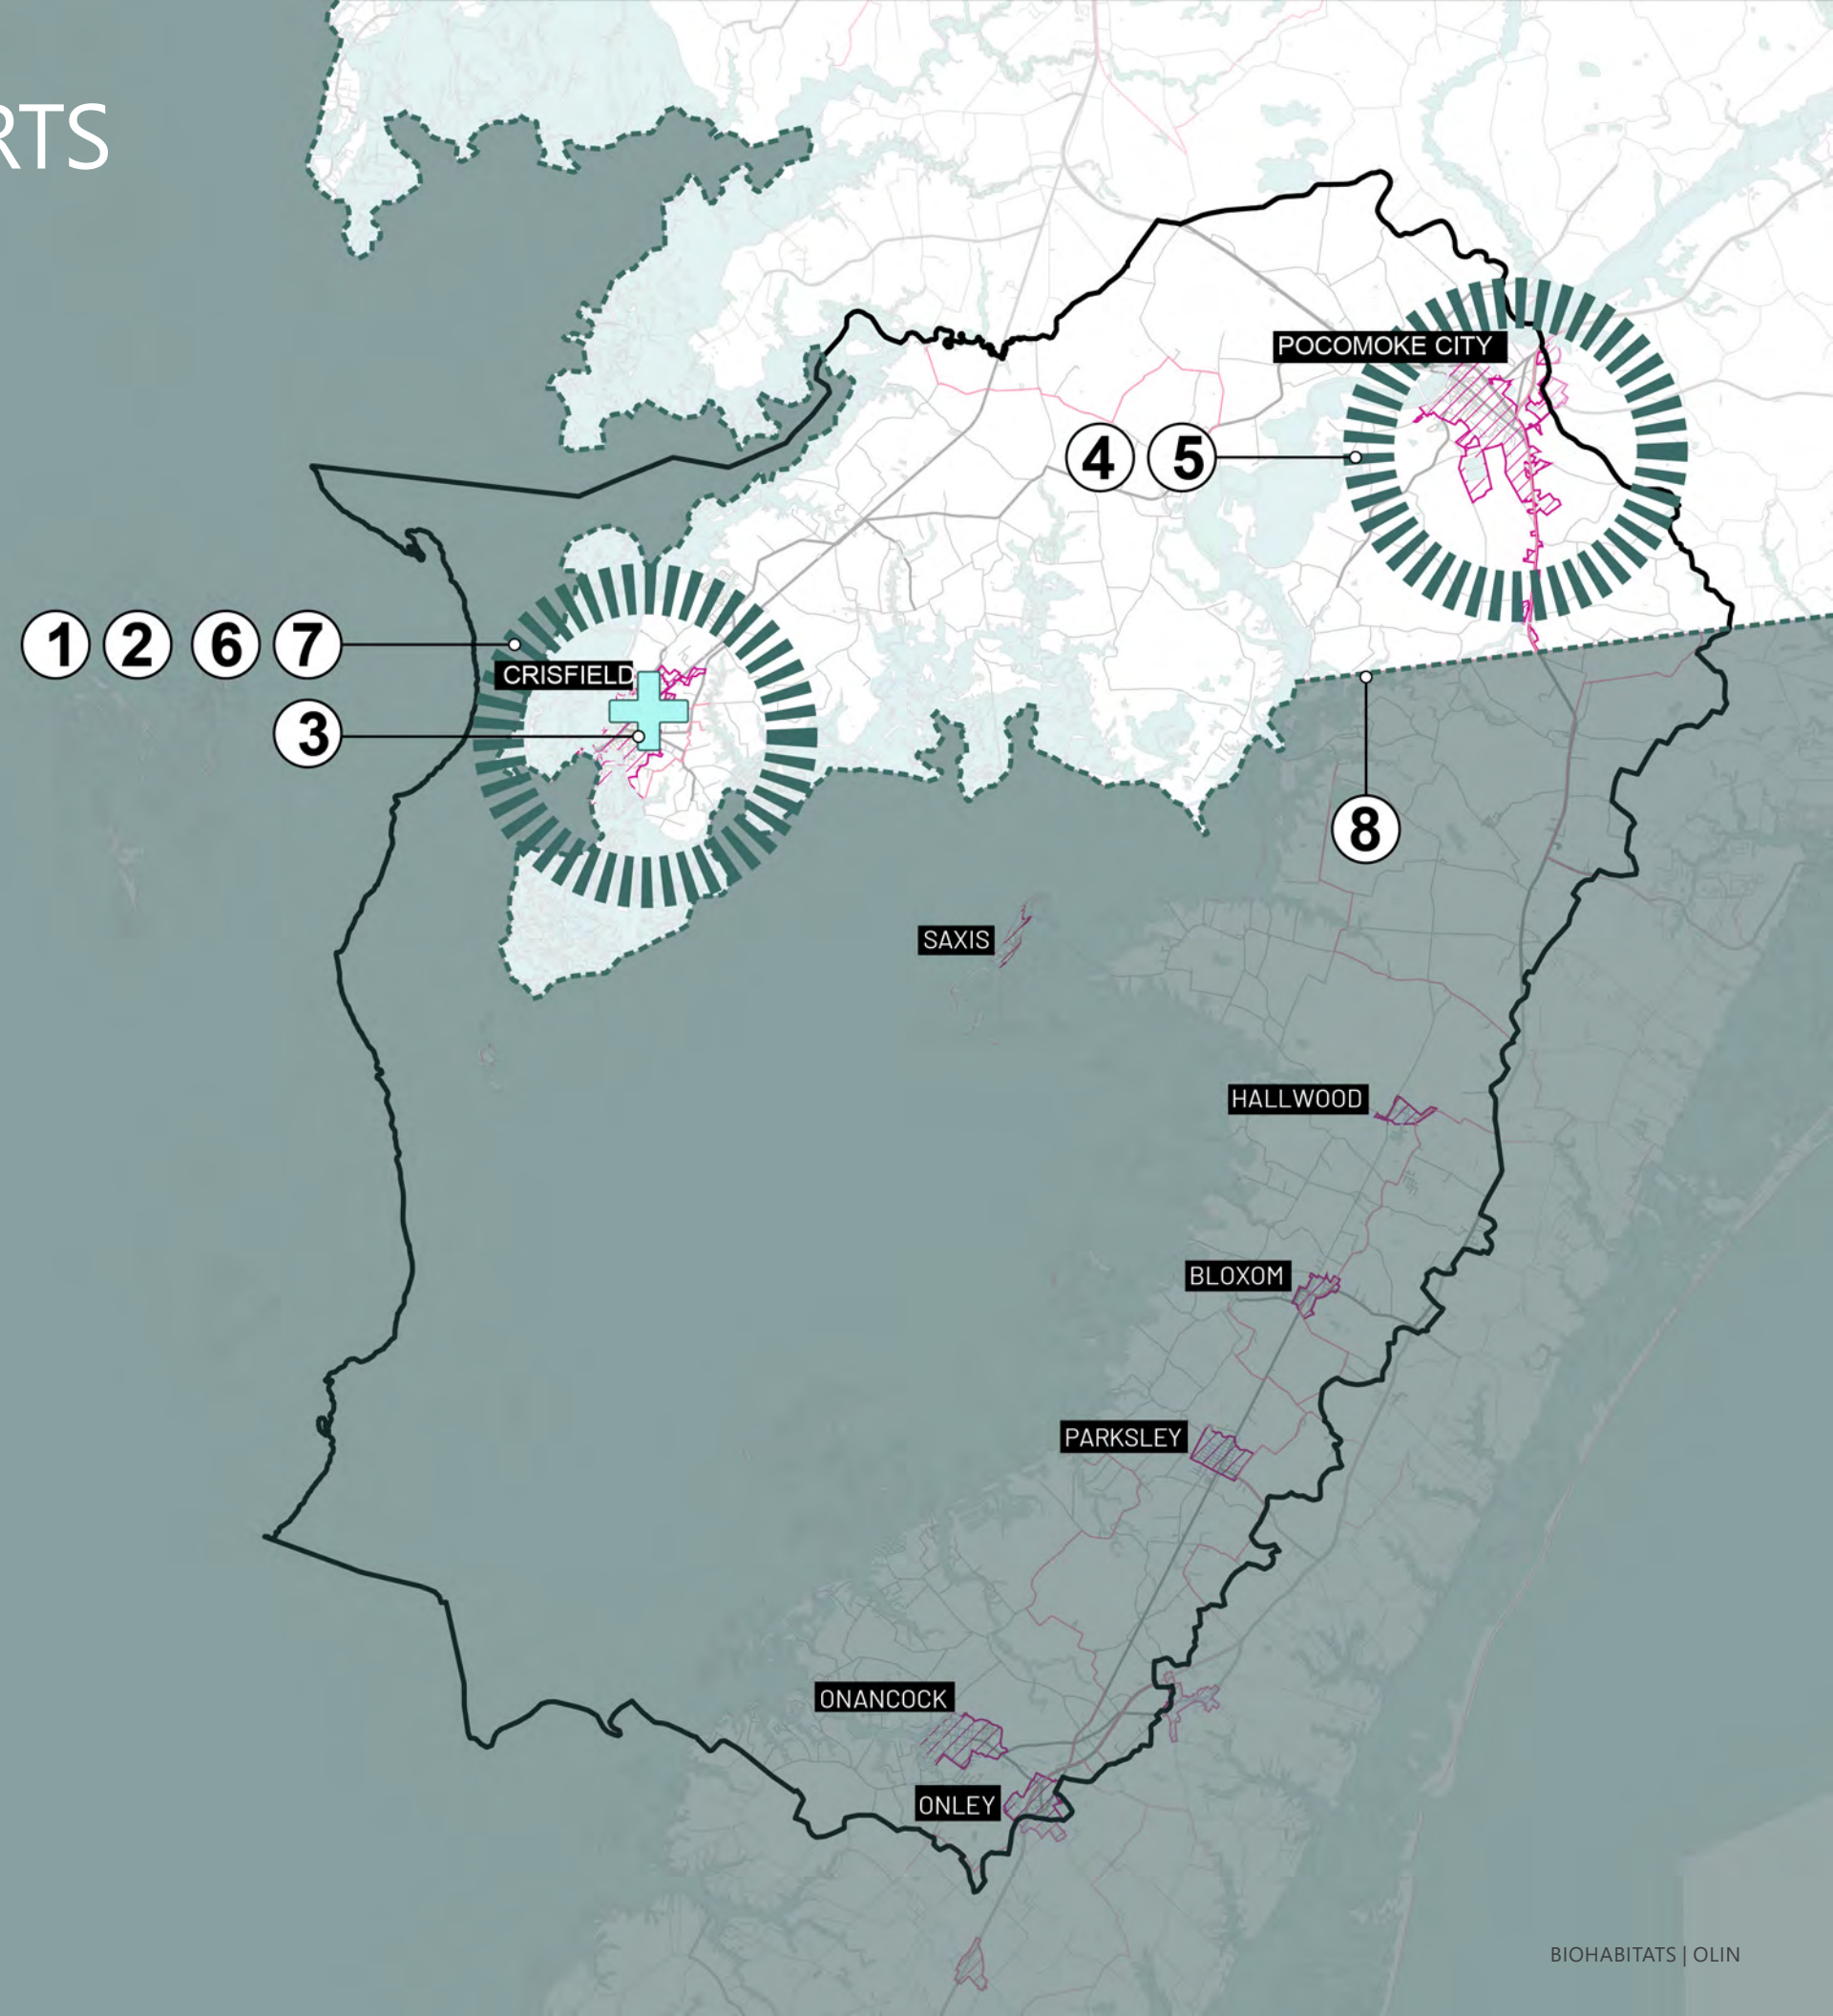 RTS
POCOMOKE CITY
4 5
1 2 6 7
CRISFIELD
3
8
SAXIS
HALLWOOD
BLOXOM
PARKSLEY
ONANCOCK
ONLEY
BIOHABITATS | OLIN